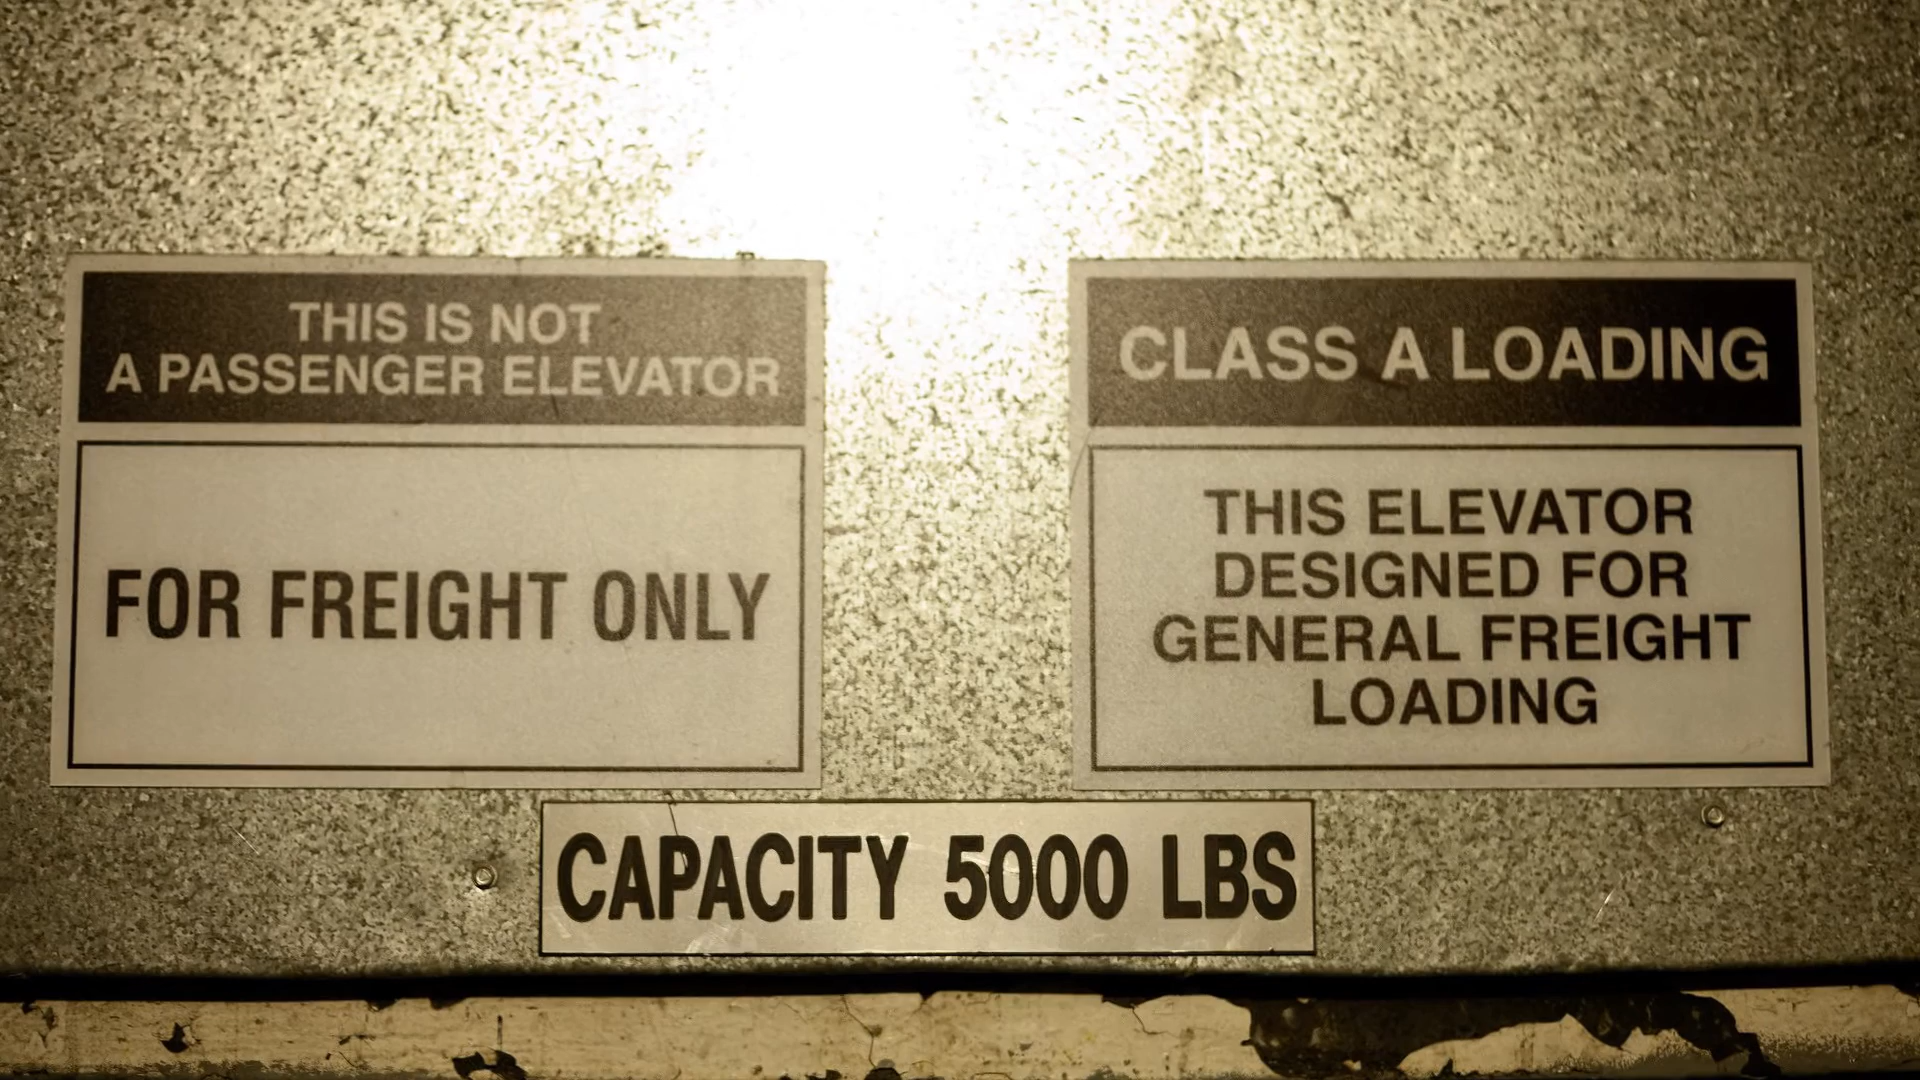 THIS IS NOT
A PASSENGER ELEVATOR
FOR FREIGHT ONLY
CLASS A LOADING
THIS ELEVATOR
DESIGNED FOR
GENERAL FREIGHT
LOADING
CAPACITY 5000 LBS